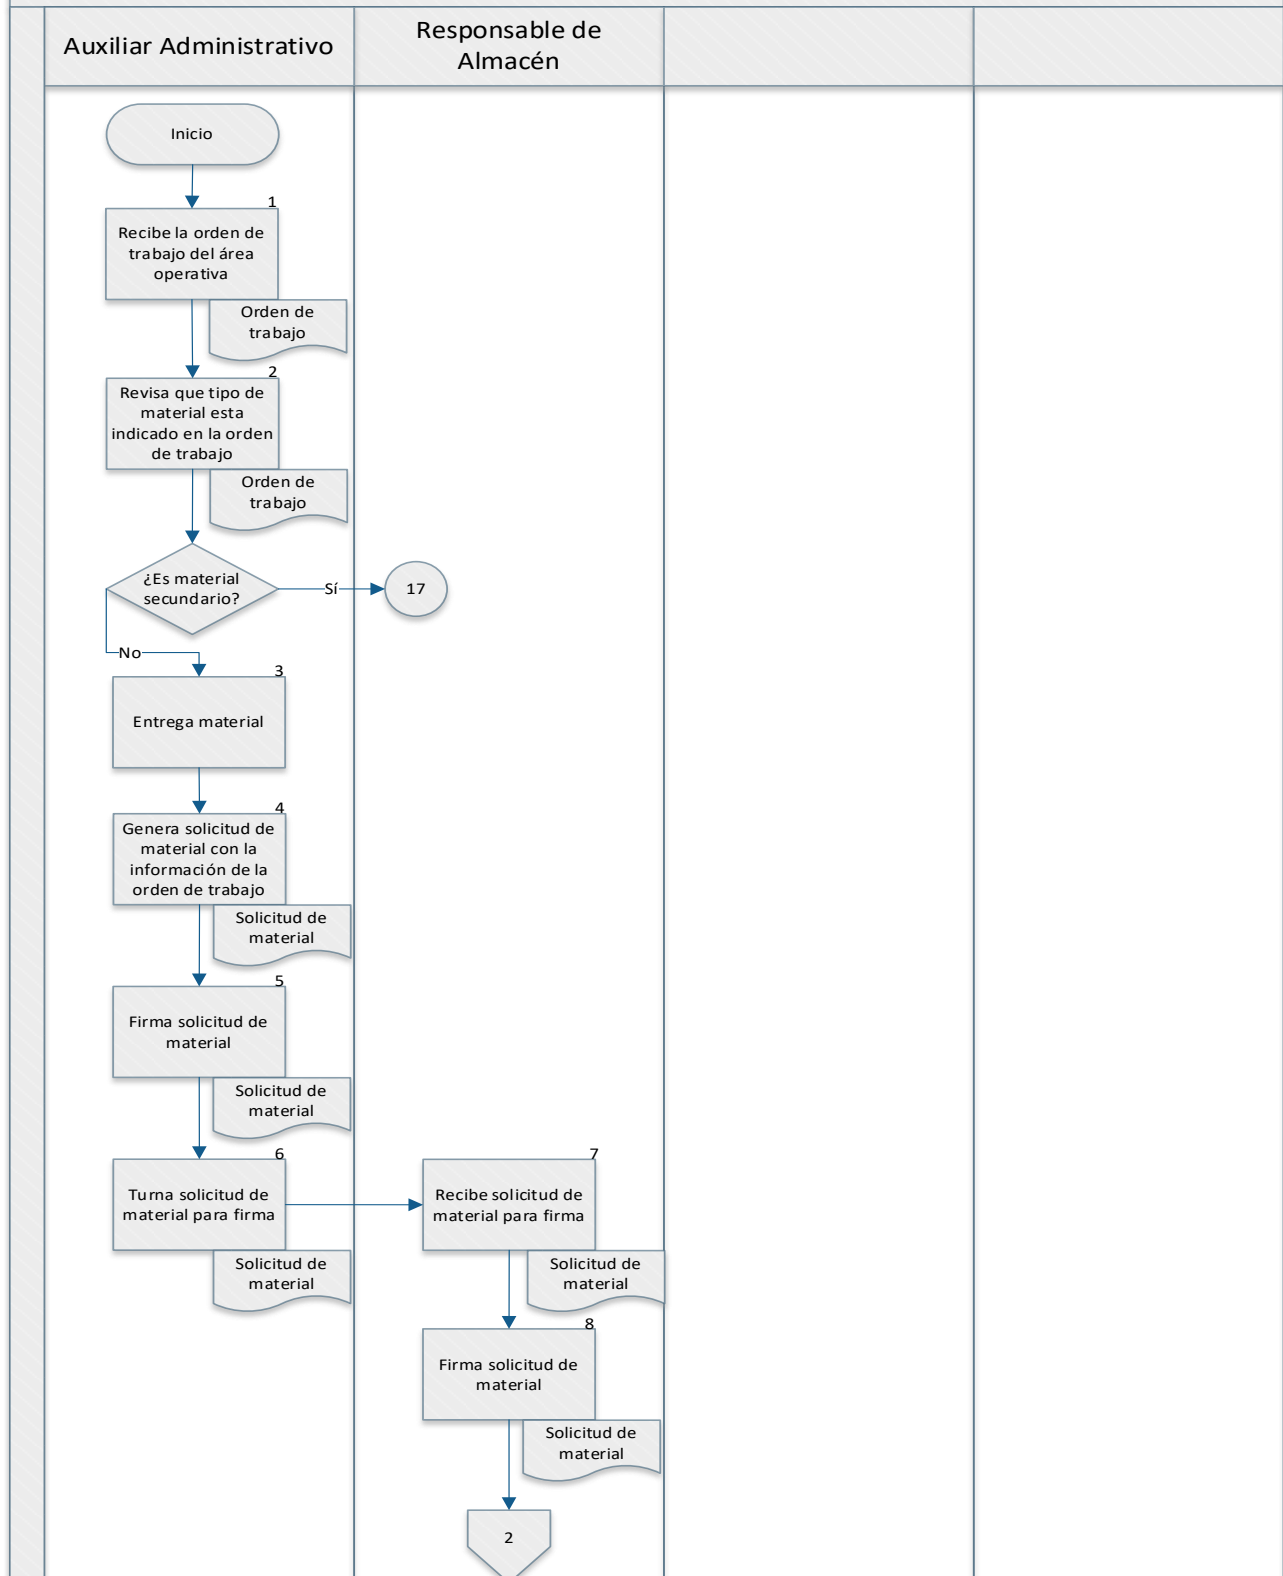 Auxiliar Administrativo
Responsable de
Almacén
Inicio
1
Recibe la orden de
trabajo del área
operativa
Orden de
trabajo
2
Revisa que tipo de
material esta
indicado en la orden
de trabajo
Orden de
trabajo
¿Es material
secundario?
Sí
17
No
3
Entrega material
4
Genera solicitud de
material con la
información de la
orden de trabajo
Solicitud de
material
5
Firma solicitud de
material
Solicitud de
material
6
Turna solicitud de
material para firma
Solicitud de
material
7
Recibe solicitud de
material para firma
Solicitud de
material
8
Firma solicitud de
material
Solicitud de
material
2